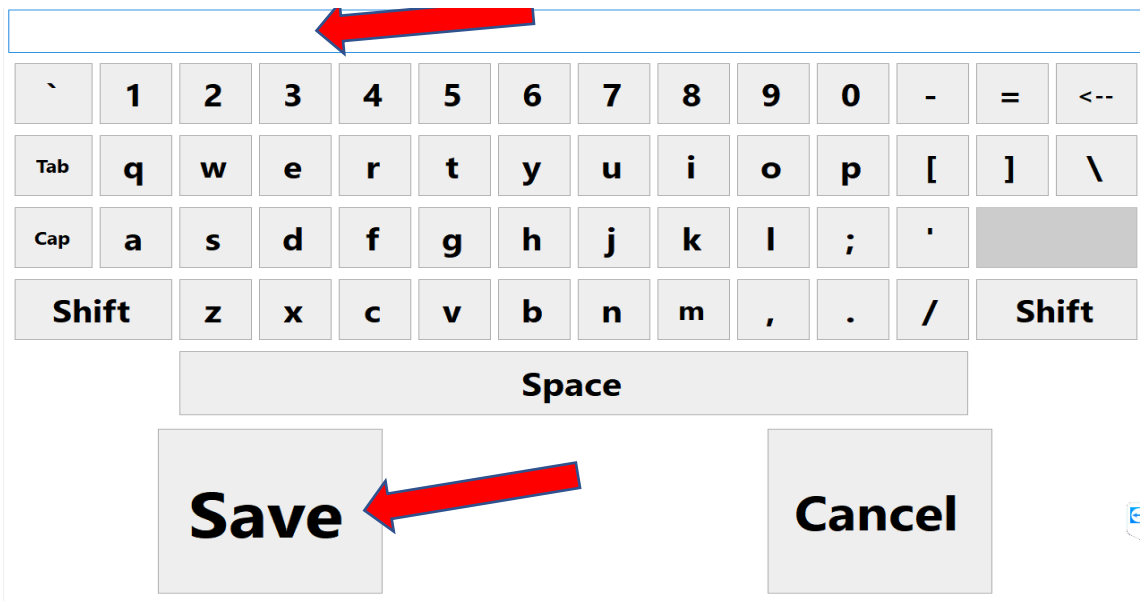 ` 1 2 3 4 5 6 7 8 9 0 - = <--
Tab q w e r t y u i o p [ ] \
Cap a s d f g h j k l ; '
Shift z x c v b n m , . / Shift
Space
Save Cancel